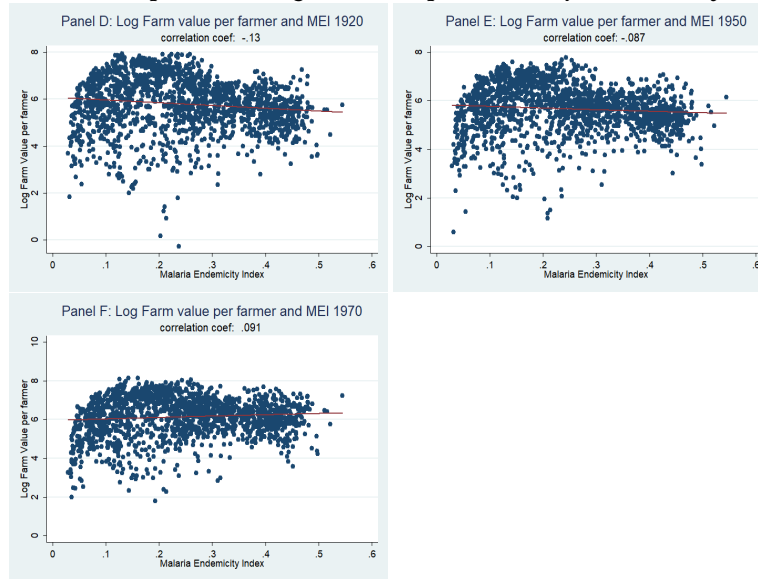 Panel D: Log Farm value per farmer and MEI 1920
correlation coef: -.13
Log Farm Value per farmer
8
6
4
2
0
0 .1 .2 .3 .4 .5 .6
Malaria Endemicity Index
Panel E: Log Farm value per farmer and MEI 1950
correlation coef: -.087
Log Farm Value per farmer
8
6
4
2
0
0 .1 .2 .3 .4 .5 .6
Malaria Endemicity Index
Panel F: Log Farm value per farmer and MEI 1970
correlation coef: .091
Log Farm Value per farmer
10
8
6
4
2
0
0 .1 .2 .3 .4 .5 .6
Malaria Endemicity Index